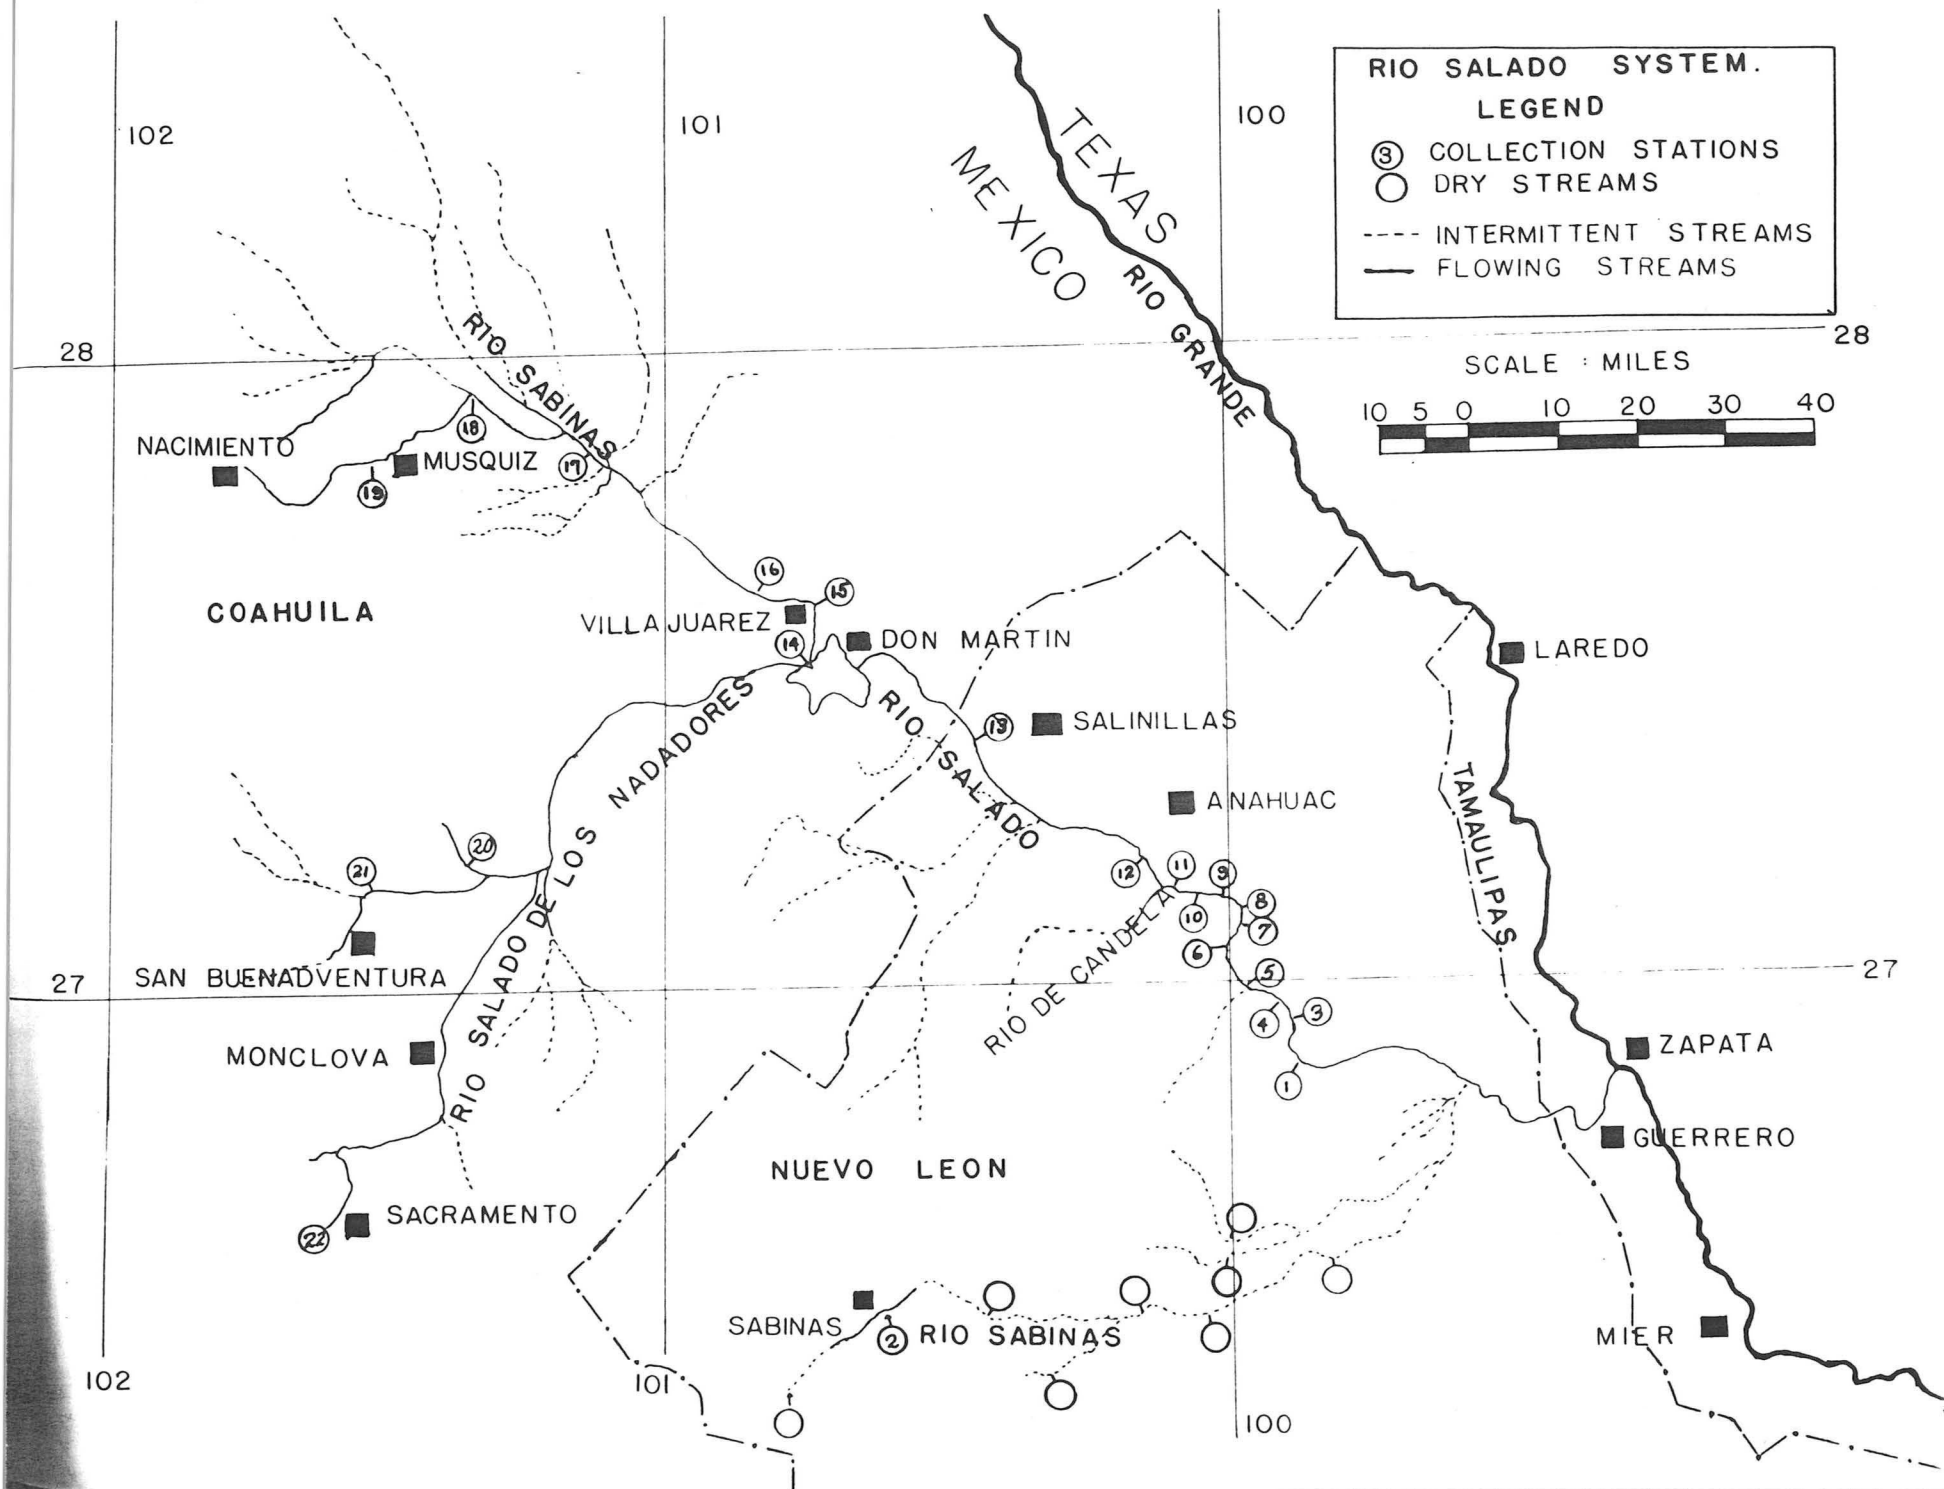 RIO SALADO SYSTEM.
LEGEND
③ COLLECTION STATIONS
DRY STREAMS
INTERMITTENT STREAMS
FLOWING STREAMS
SCALE : MILES
10 5 0 10 20 30 40
102
101
100
TEXAS
MEXICO
RIO GRANDE
28
28
RIO SABINAS
NACIMIENTO
18
MUSQUIZ
17
19
COAHUILA
16
15
VILLA JUAREZ
14
DON MARTIN
LAREDO
RIO SALADO
13
SALINILLAS
NADADORES
ANAHUAC
TAMAULIPAS
20
21
12
11
9
8
10
7
6
5
RIO SALADO DE LOS
RIO DE CANDELA
27
27
SAN BUENADVENTURA
4
3
MONCLOVA
1
ZAPATA
GUERRERO
NUEVO LEON
SACRAMENTO
22
SABINAS
2
RIO SABINAS
MIER
102
101
100